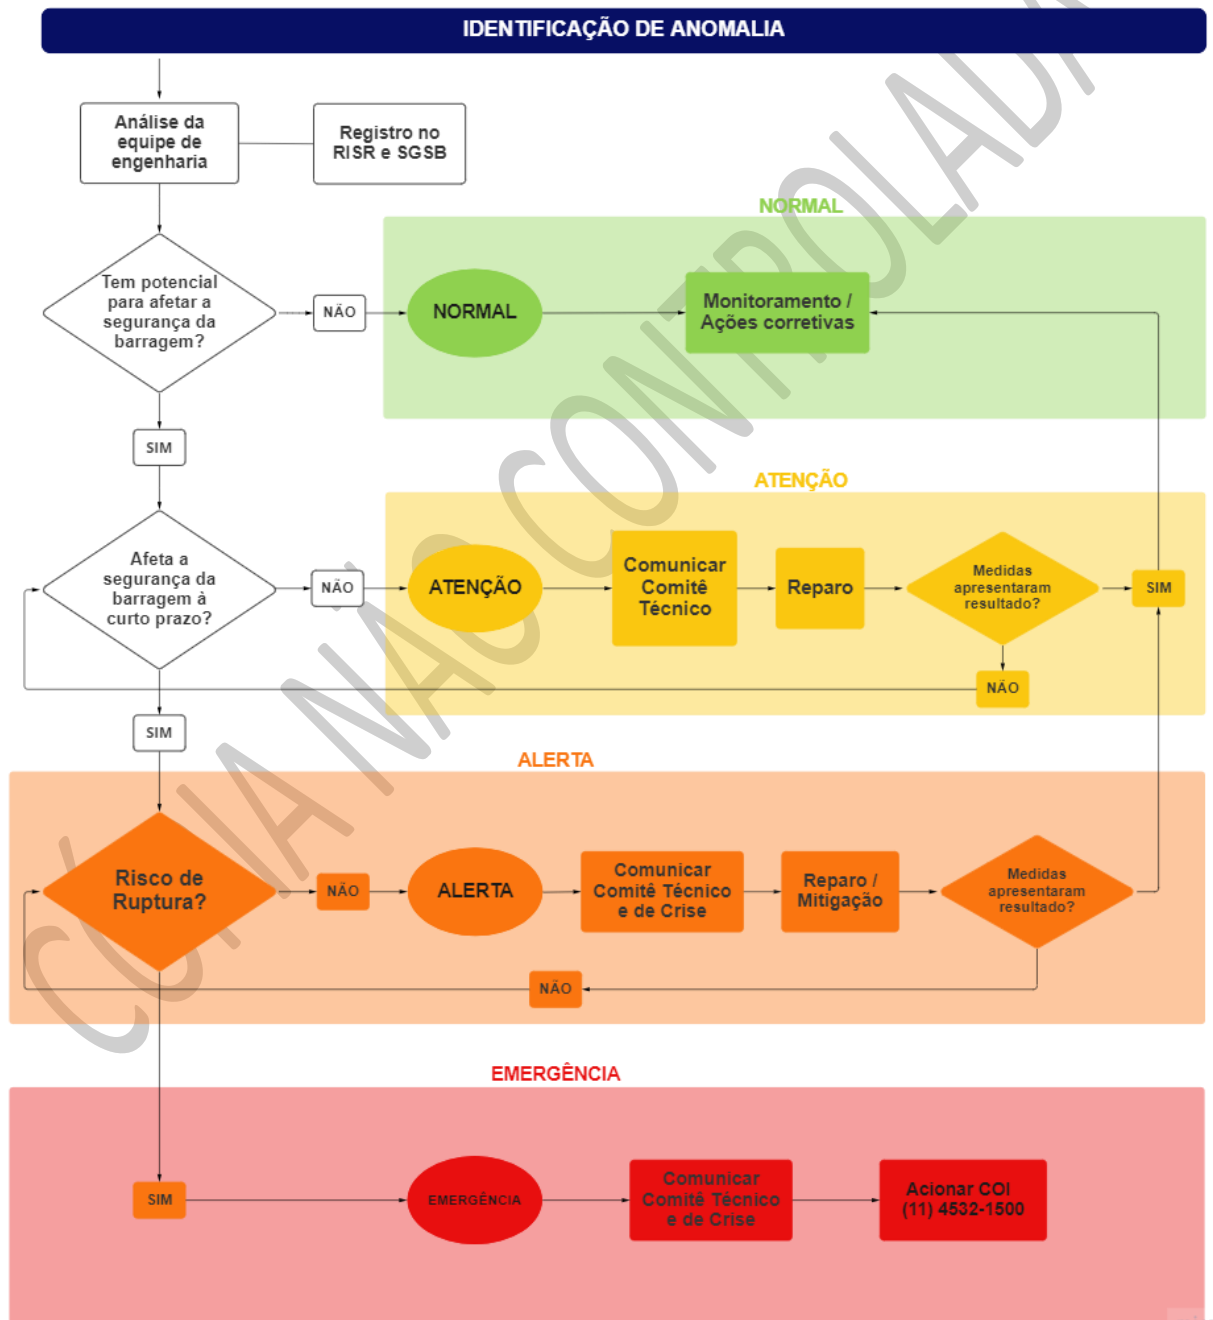 IDENTIFICAÇÃO DE ANOMALIA
Análise da
equipe de
engenharia
Registro no
RISR e SGSB
NORMAL
Tem potencial
para afetar a
segurança da
barragem?
NÃO
NORMAL
Monitoramento /
Ações corretivas
SIM
ATENÇÃO
Afeta a
segurança da
barragem à
curto prazo?
NÃO
ATENÇÃO
Comunicar
Comitê
Técnico
Reparo
Medidas
apresentaram
resultado?
SIM
NÃO
SIM
ALERTA
Risco de
Ruptura?
NÃO
ALERTA
Comunicar
Comitê Técnico
e de Crise
Reparo /
Mitigação
Medidas
apresentaram
resultado?
NÃO
EMERGÊNCIA
SIM
EMERGÊNCIA
Comunicar
Comitê Técnico
e de Crise
Acionar COI
(11) 4532-1500
CÓPIA NÃO CONTROLADA